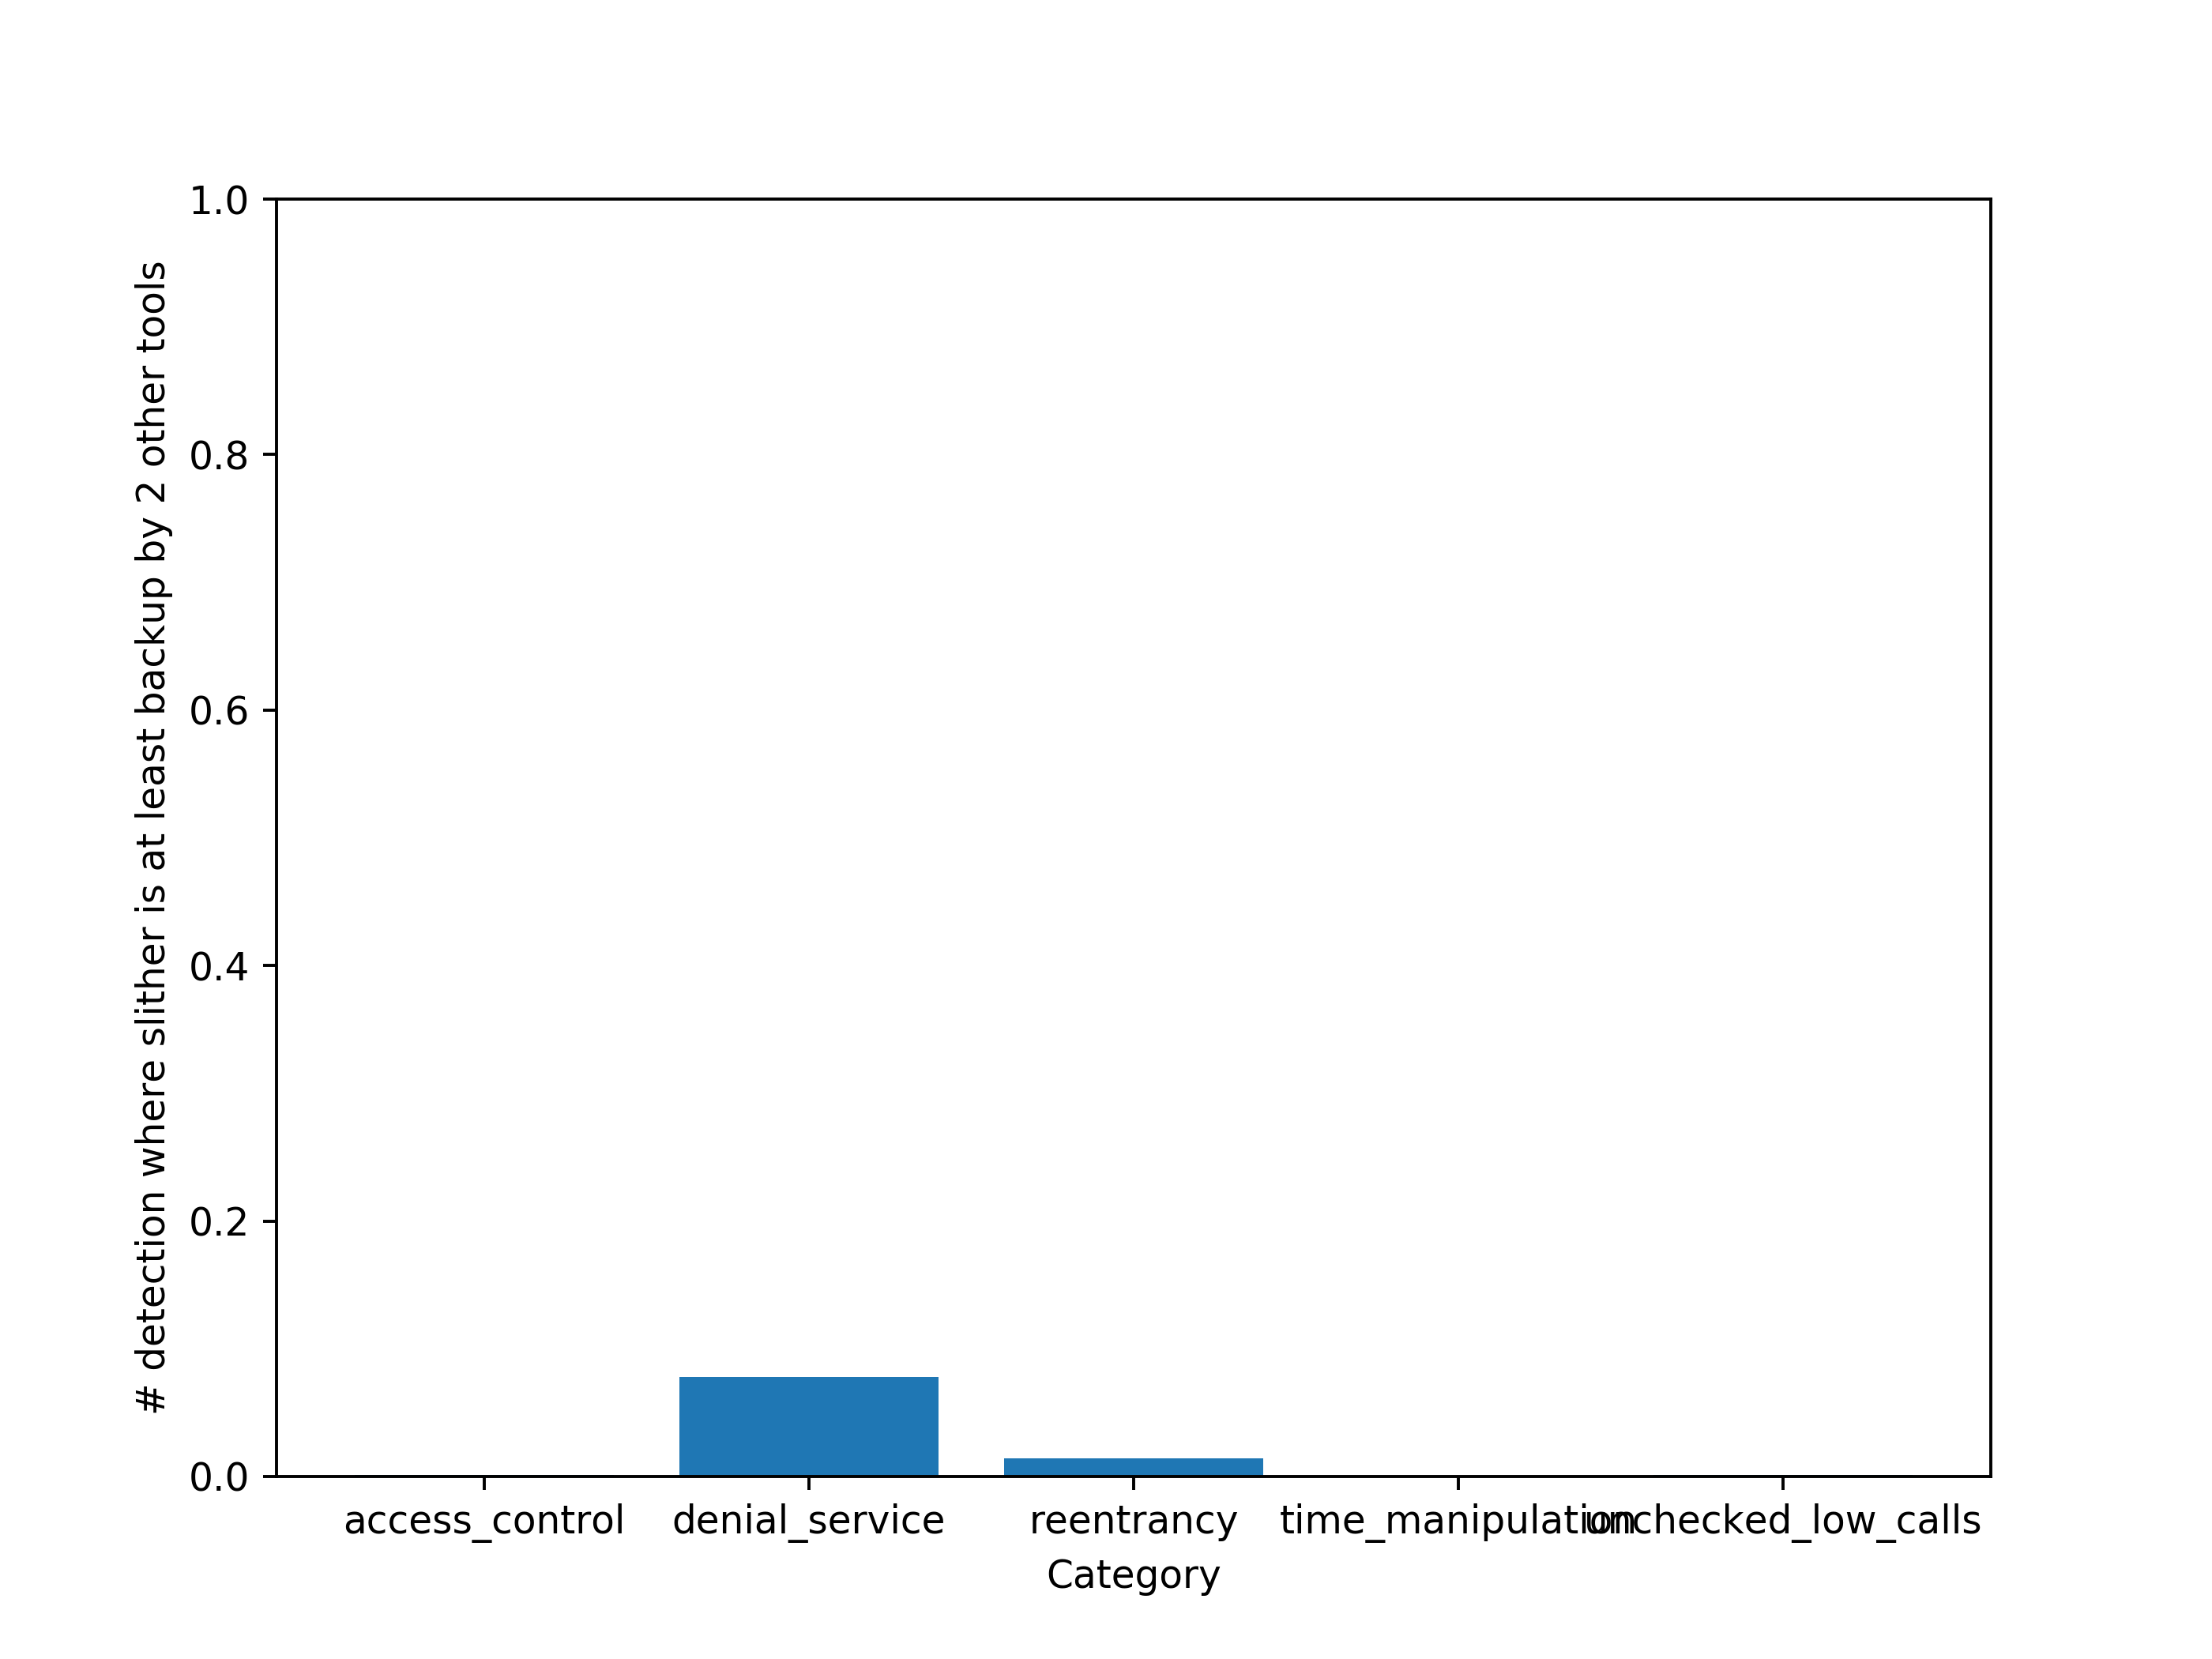 # detection where slither is at least backup by 2 other tools
1.0
0.8
0.6
0.4
0.2
0.0
access_control denial_service reentrancy time_manipulation unchecked_low_calls
Category